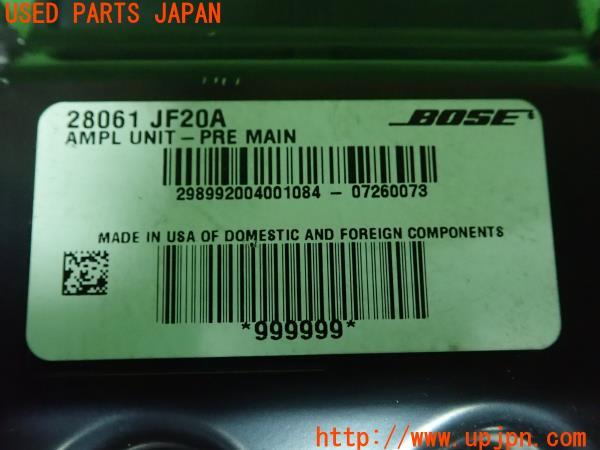 USED PARTS JAPAN
28061 JF20A
BOSE
AMPL UNIT - PRE MAIN
298992004001084 - 07260073
MADE IN USA OF DOMESTIC AND FOREIGN COMPONENTS
*999999*
UPJ
http://www.upjpn.com